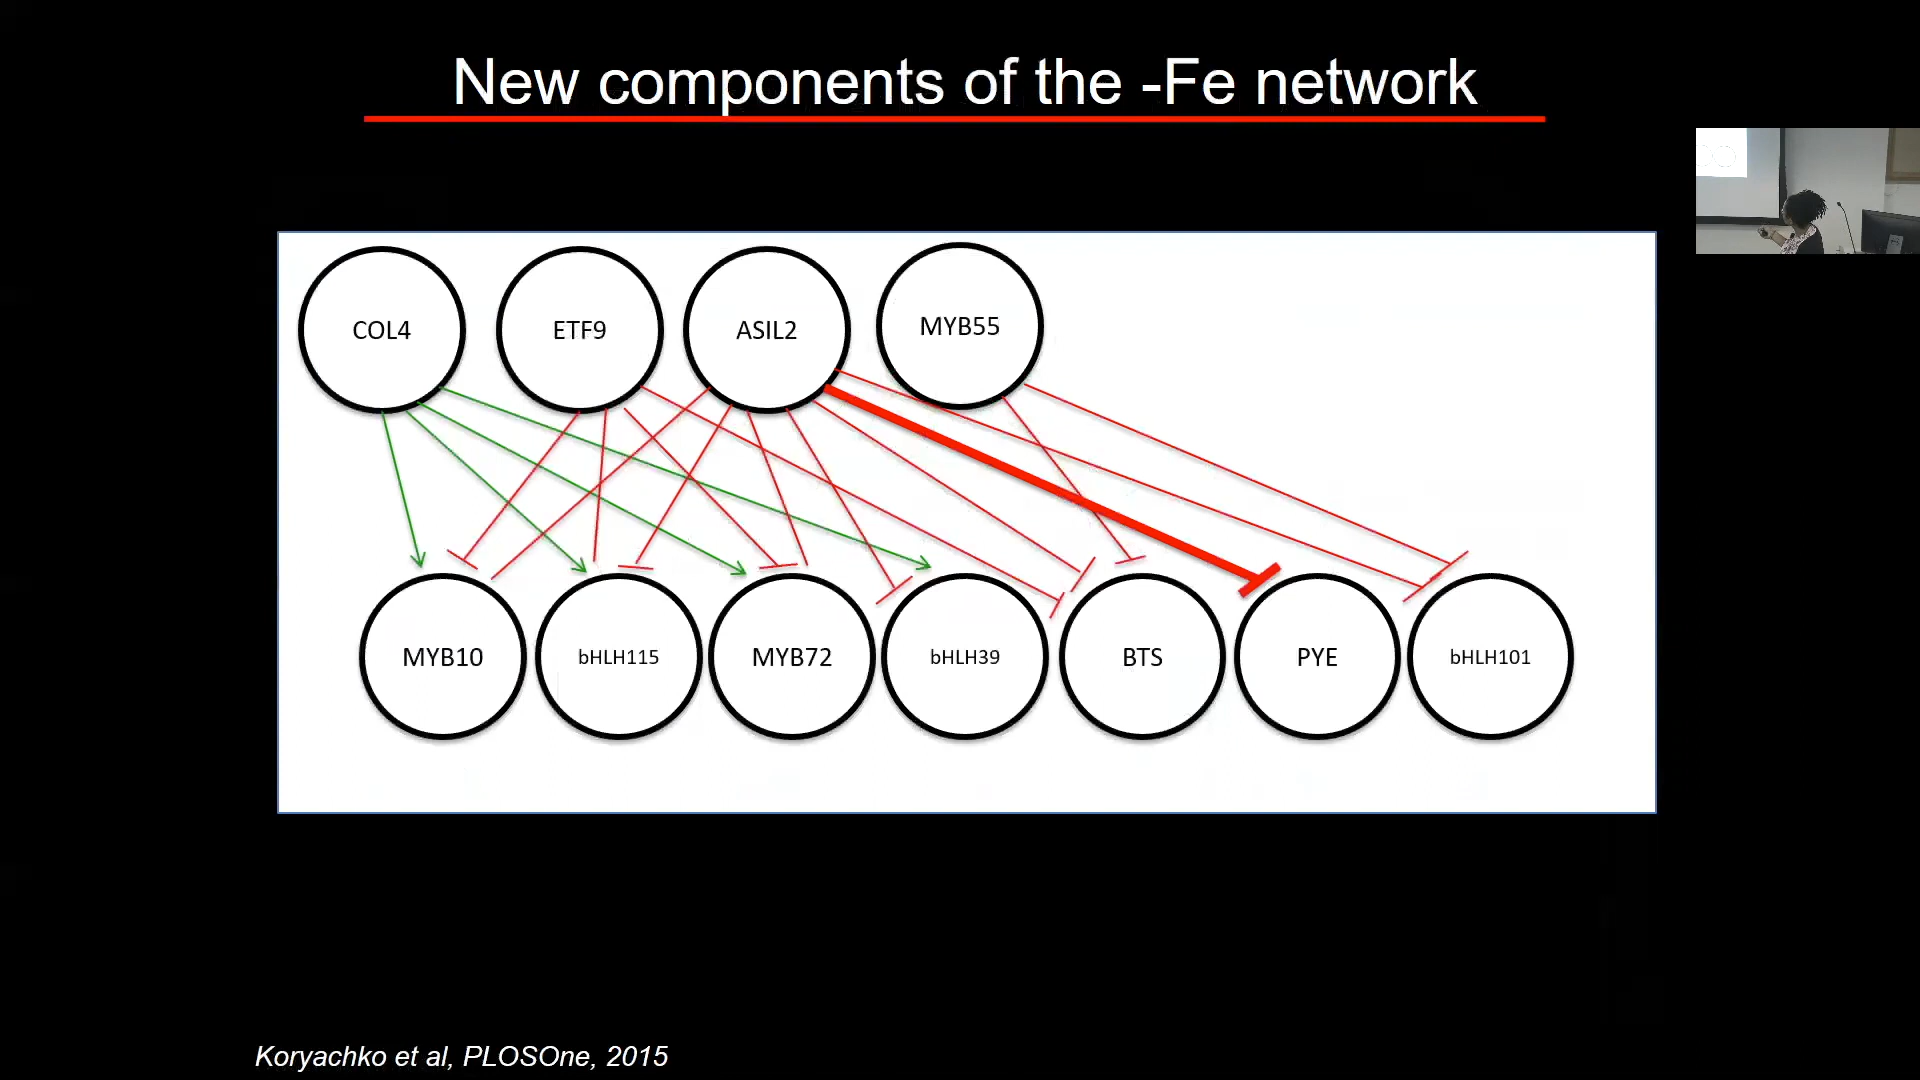 New components of the -Fe network
COL4
ETF9
ASIL2
MYB55
MYB10
bHLH115
MYB72
bHLH39
BTS
PYE
bHLH101
Koryachko et al, PLOSOne, 2015